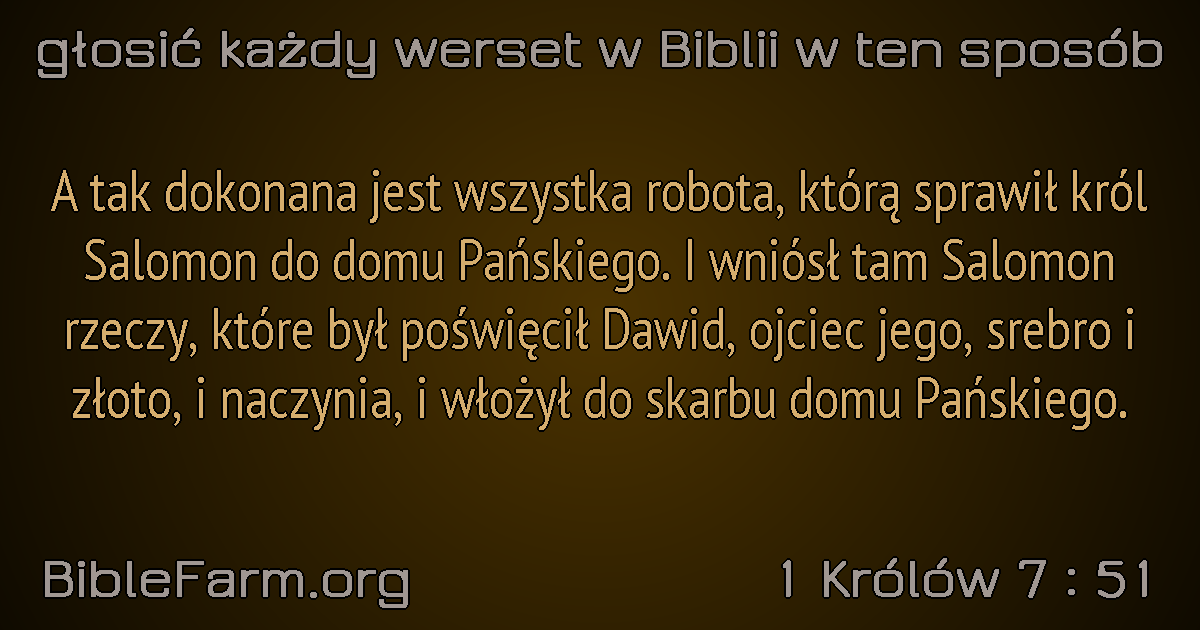 głosić każdy werset w Biblii w ten sposób
A tak dokonana jest wszystka robota, którą sprawił król
Salomon do domu Pańskiego. I wniósł tam Salomon
rzeczy, które był poświęcił Dawid, ojciec jego, srebro i
złoto, i naczynia, i włożył do skarbu domu Pańskiego.
BibleFarm.org
1 Królów 7 : 51